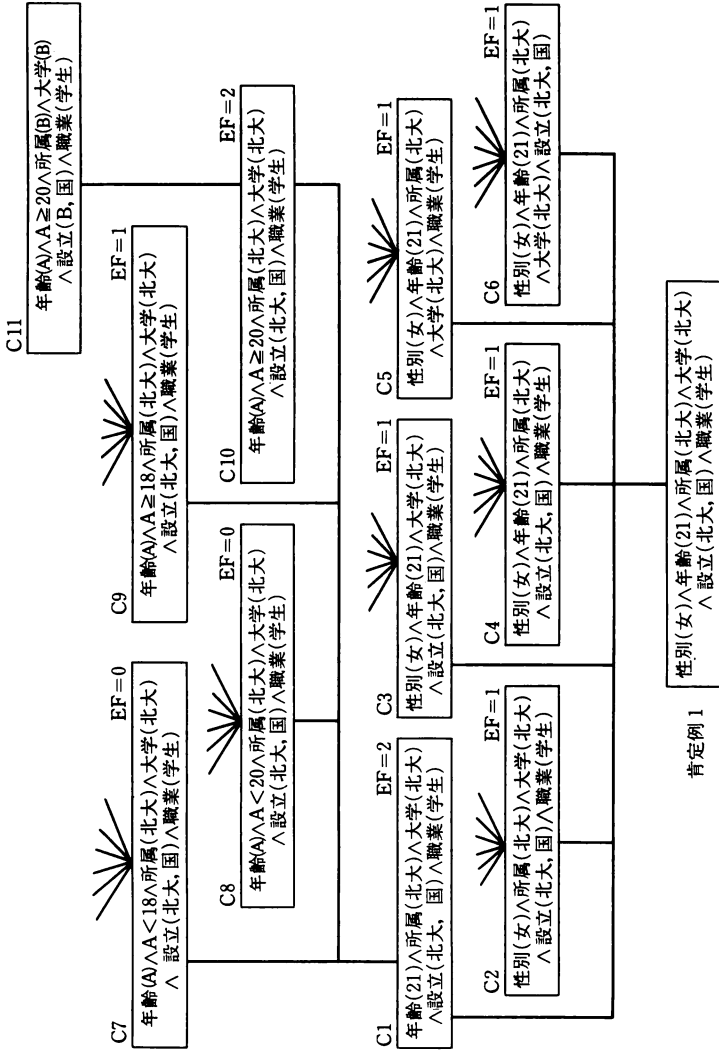 C11
年齢(A)∧A≧20∧所属(B)∧大学(B)
∧設立(B, 国)∧職業(学生)
C7
EF=0
年齢(A)∧A<18∧所属(北大)∧大学(北大)
∧ 設立(北大, 国)∧職業(学生)
C9
EF=1
年齢(A)∧A≧18∧所属(北大)∧大学(北大)
∧設立(北大, 国)∧職業(学生)
C8
EF=0
年齢(A)∧A<20∧所属(北大)∧大学(北大)
∧設立(北大, 国)∧職業(学生)
C10
EF=2
年齢(A)∧A≧20∧所属(北大)∧大学(北大)
∧設立(北大, 国)∧職業(学生)
C1
EF=2
年齢(21)∧所属(北大)∧大学(北大)
∧設立(北大, 国)∧職業(学生)
C3
EF=1
性別(女)∧年齢(21)∧大学(北大)
∧設立(北大, 国)∧職業(学生)
C5
EF=1
性別(女)∧年齢(21)∧所属(北大)
∧大学(北大)∧職業(学生)
C2
EF=1
性別(女)∧所属(北大)∧大学(北大)
∧設立(北大, 国)∧職業(学生)
C4
EF=1
性別(女)∧年齢(21)∧所属(北大)
∧設立(北大, 国)∧職業(学生)
C6
EF=1
性別(女)∧年齢(21)∧所属(北大)
∧大学(北大)∧設立(北大, 国)
肯定例 1
性別(女)∧年齢(21)∧所属(北大)∧大学(北大)
∧設立(北大, 国)∧職業(学生)